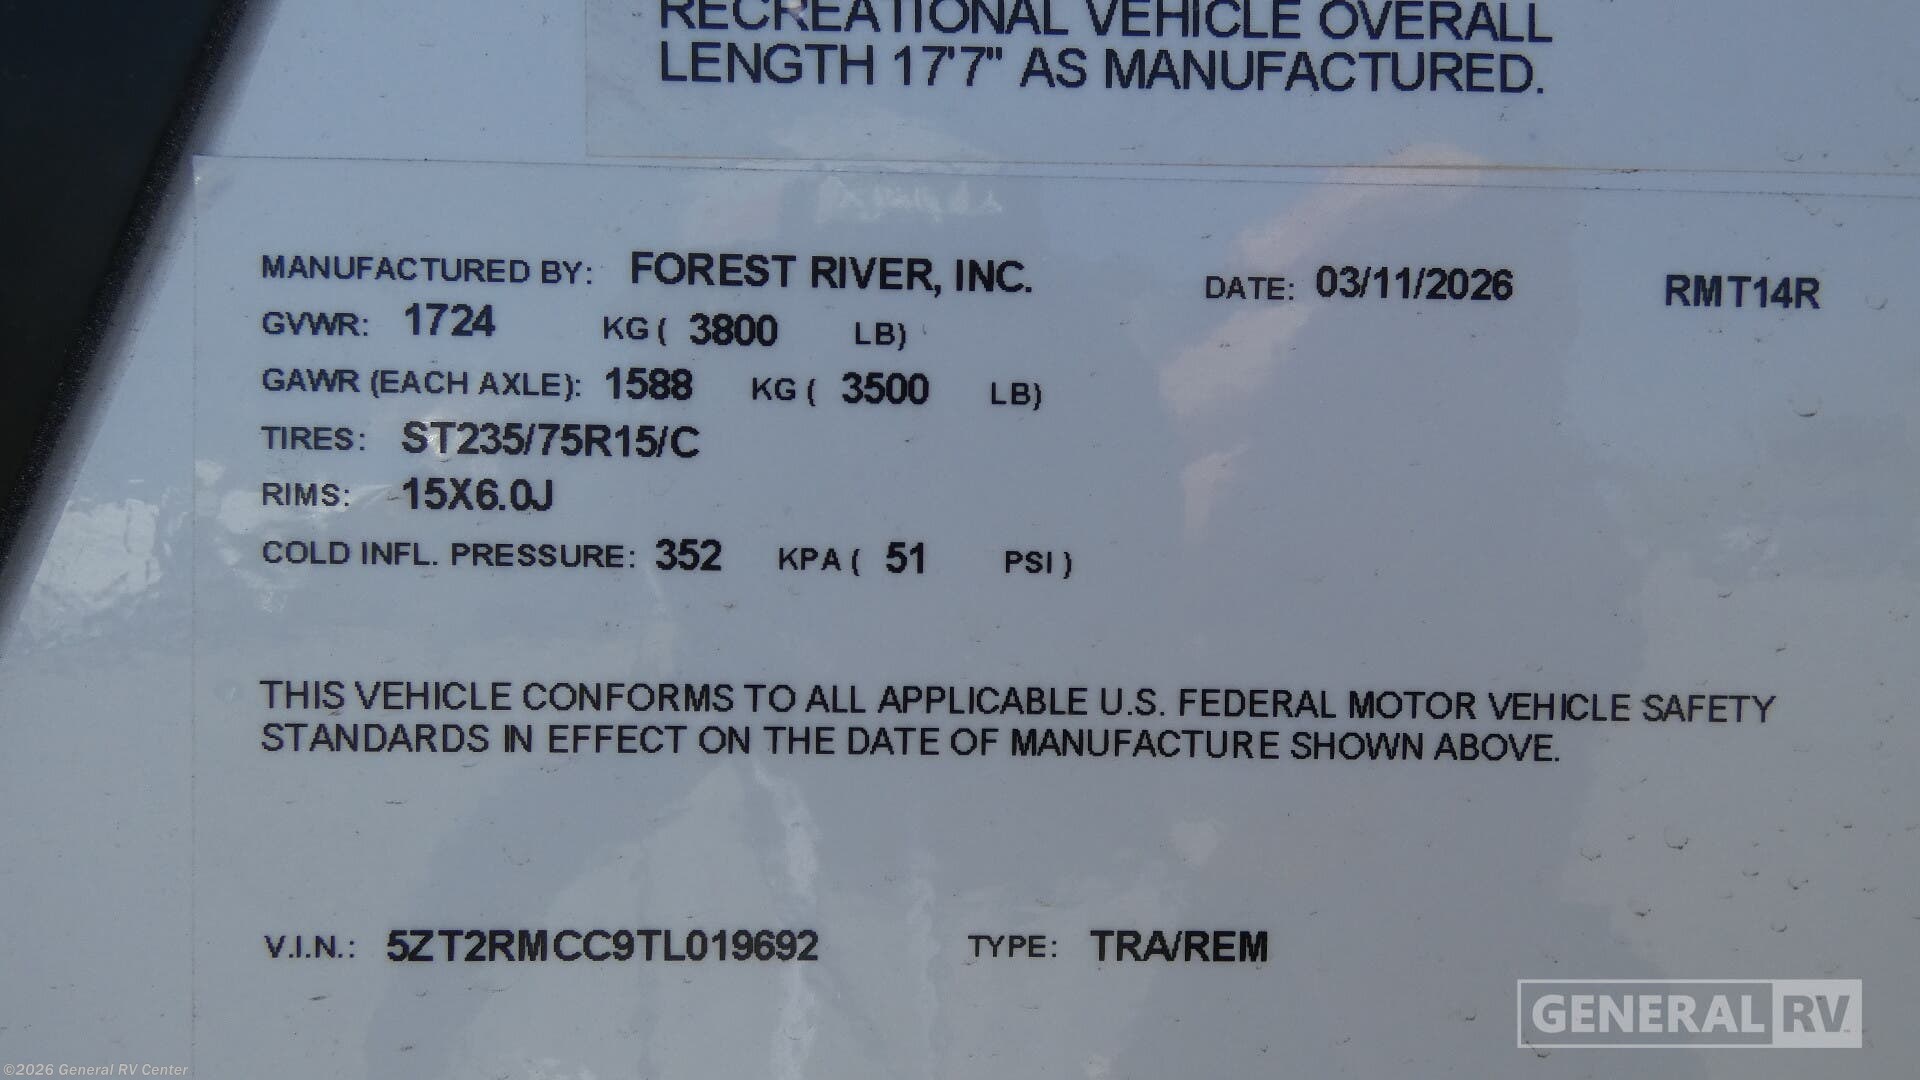 RECREATIONAL VEHICLE OVERALL
LENGTH 17'7" AS MANUFACTURED.
MANUFACTURED BY: FOREST RIVER, INC. DATE: 03/11/2026 RMT14R
GVWR: 1724 KG ( 3800 LB)
GAWR (EACH AXLE): 1588 KG ( 3500 LB)
TIRES: ST235/75R15/C
RIMS: 15X6.0J
COLD INFL. PRESSURE: 352 KPA ( 51 PSI )
THIS VEHICLE CONFORMS TO ALL APPLICABLE U.S. FEDERAL MOTOR VEHICLE SAFETY
STANDARDS IN EFFECT ON THE DATE OF MANUFACTURE SHOWN ABOVE.
V.I.N.: 5ZT2RMCC9TL019692 TYPE: TRA/REM
GENERAL RV
©2026 General RV Center